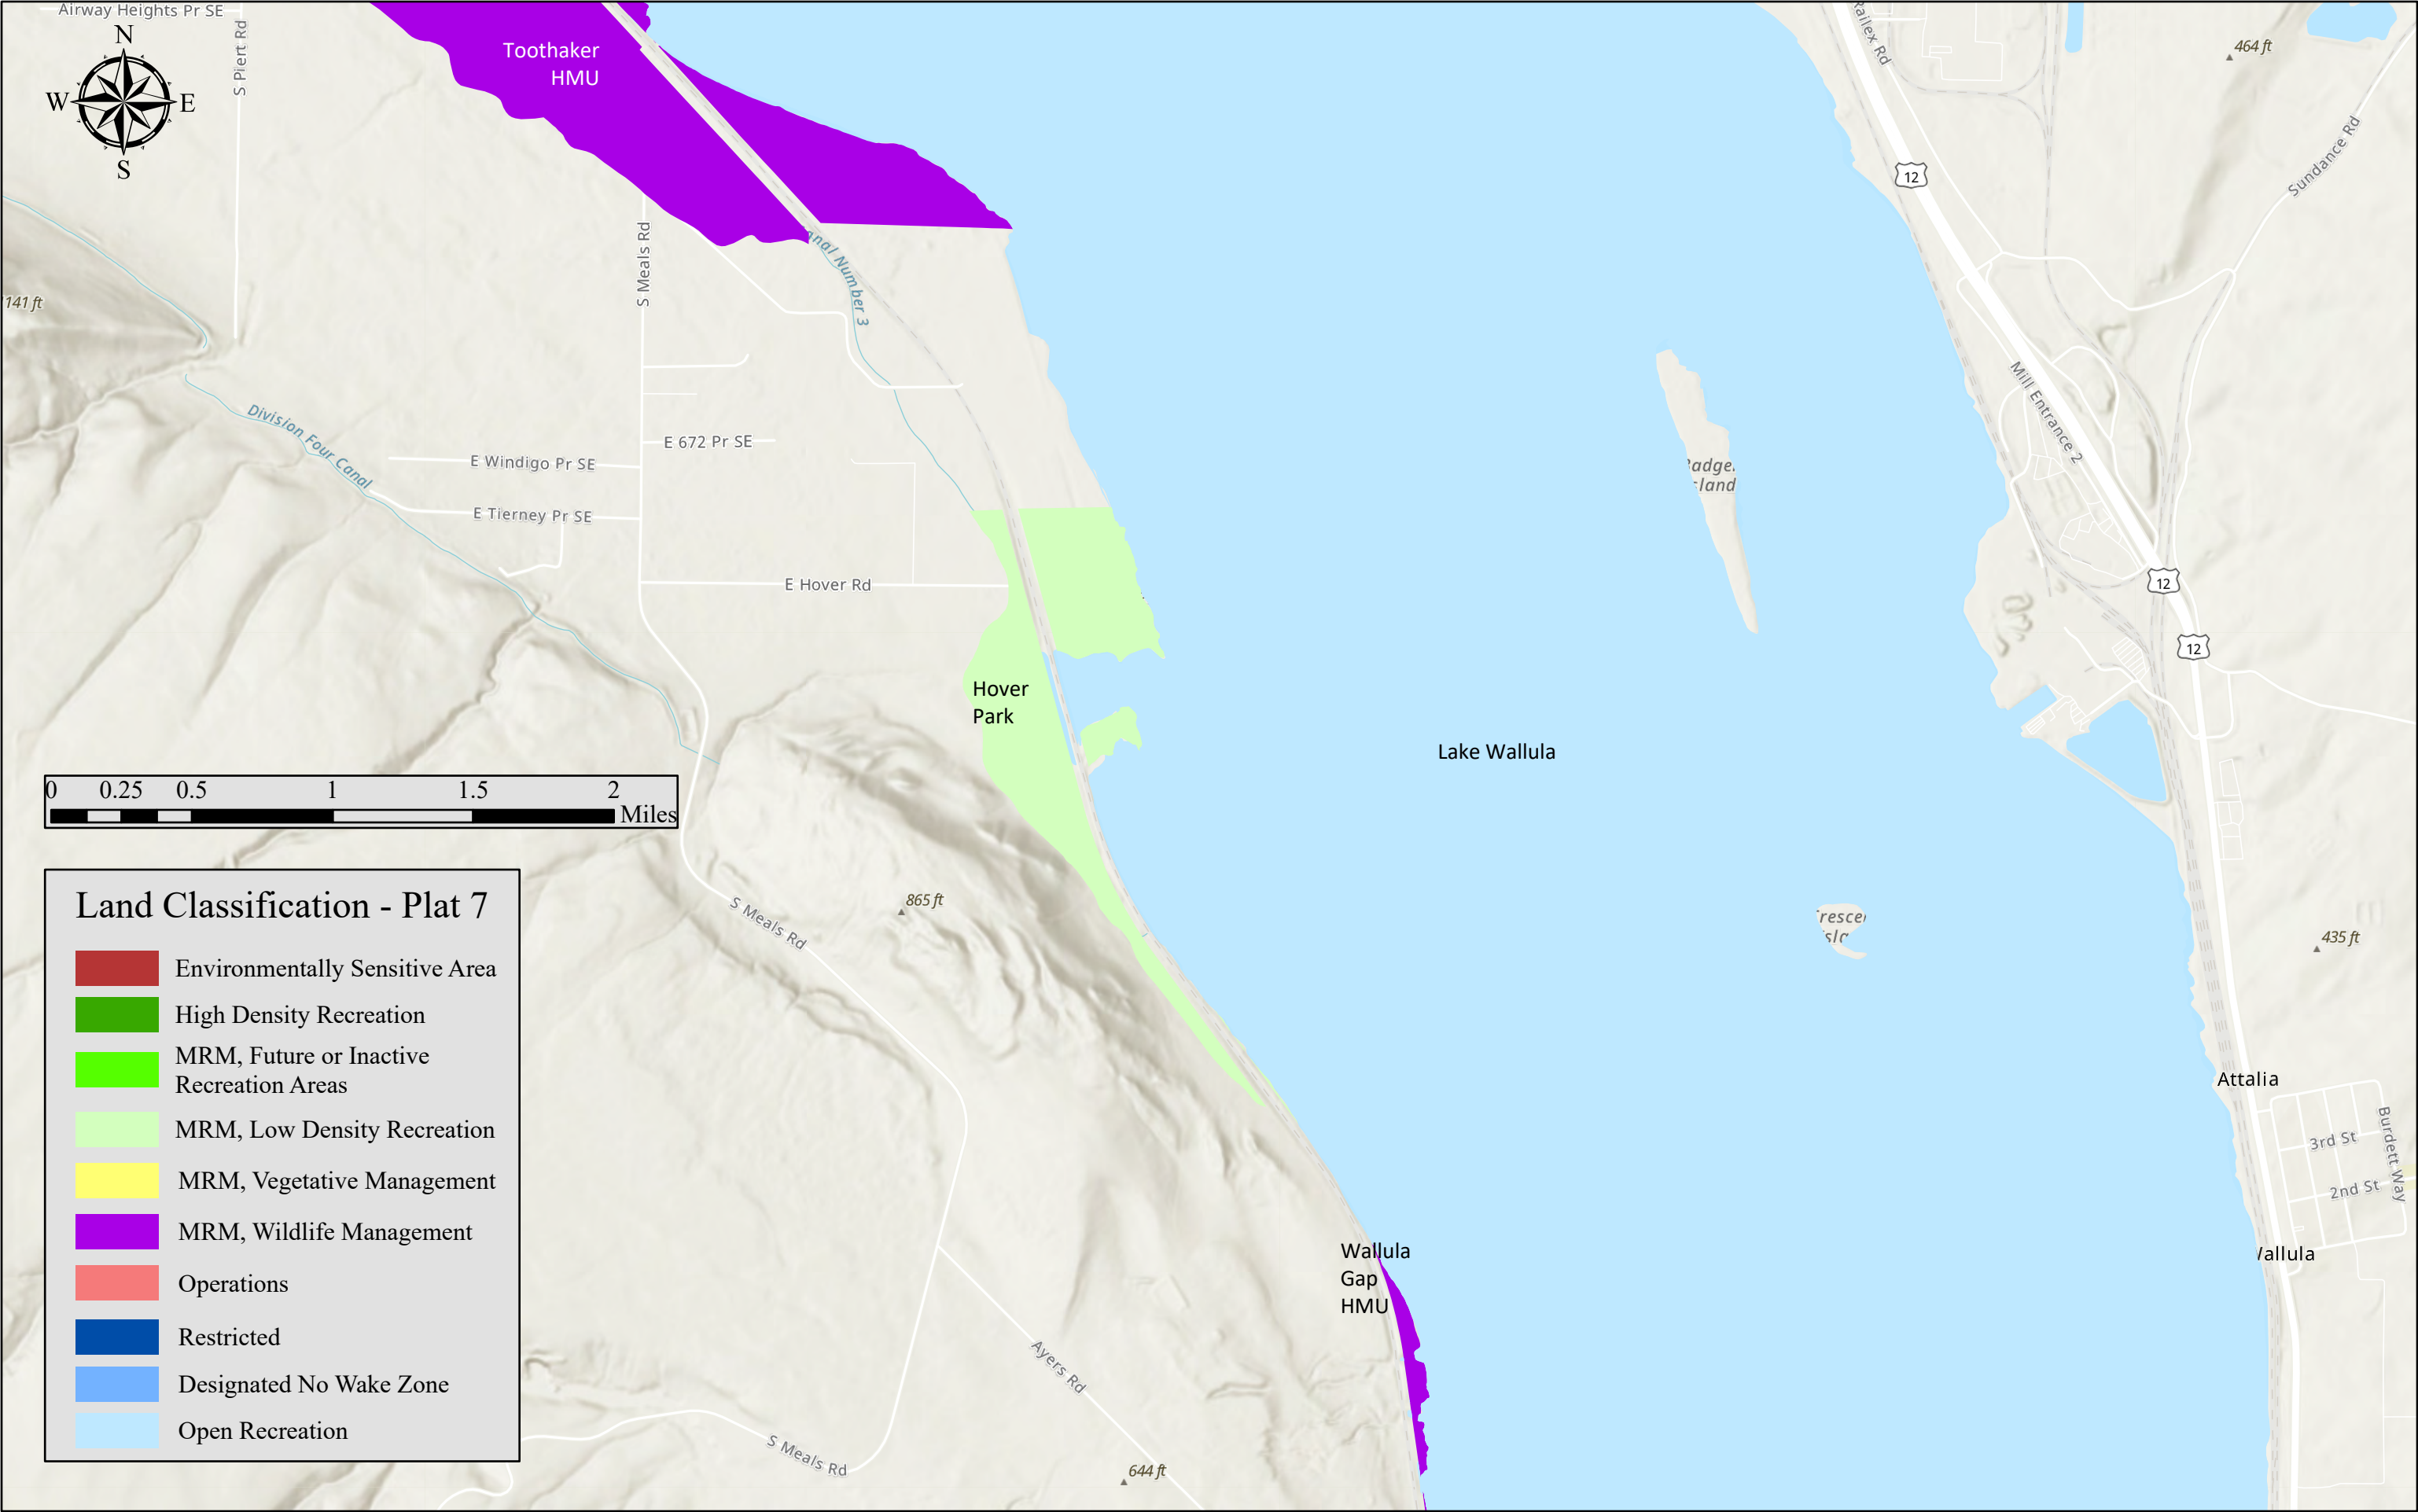 Airway Heights Pr SE
N
W E
S
S Piert Rd
Toothaker
HMU
Railex Rd
464 ft
Sundance Rd
12
141 ft
S Meals Rd
Number 3
Division Four Canal
E Windigo Pr SE
E 672 Pr SE
E Tierney Pr SE
E Hover Rd
Mill Entrance 2
12
12
Hover
Park
Lake Wallula
0 0.25 0.5 1 1.5 2
Miles
865 ft
S Meals Rd
435 ft
Attalia
3rd St
2nd St
Burdett Way
Wallula
Gap
HMU
Ayers Rd
S Meals Rd
644 ft
Land Classification - Plat 7
Environmentally Sensitive Area
High Density Recreation
MRM, Future or Inactive
Recreation Areas
MRM, Low Density Recreation
MRM, Vegetative Management
MRM, Wildlife Management
Operations
Restricted
Designated No Wake Zone
Open Recreation